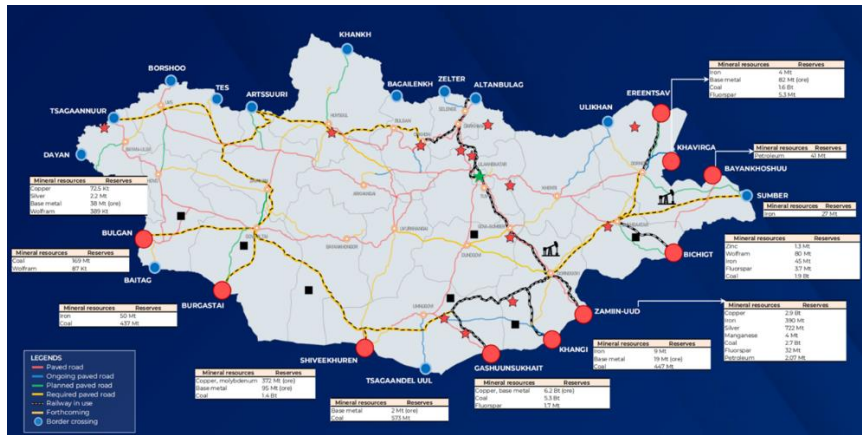 KHANKH
BORSHOO
TES
ARTSSUURI
BAGAILENKH
ZELTER
ALTANBULAG
TSAGAANNUUR
DAYAN
ULIKHAN
EREENTSAV
KHAVIRGA
BAYANKHOSHUU
SUMBER
BICHIGT
ZAMIIN-UUD
KHANGI
GASHUUNSUKHAIT
TSAGAANDEL UUL
SHIVEEKHUREN
BURGASTAI
BAITAG
BULGAN
Mineral resources Reserves
Iron 4 Mt
Base metal 82 Mt (ore)
Coal 1.6 Bt
Fluorspar 5.3 Mt
Mineral resources Reserves
Petroleum 41 Mt
Mineral resources Reserves
Iron 27 Mt
Mineral resources Reserves
Copper 72.5 Kt
Silver 2.2 Mt
Base metal 38 Mt (ore)
Wolfram 389 Kt
Mineral resources Reserves
Coal 169 Mt
Wolfram 87 Kt
Mineral resources Reserves
Iron 50 Mt
Coal 437 Mt
Mineral resources Reserves
Zinc 1.3 Mt
Wolfram 80 Mt
Iron 45 Mt
Fluorspar 3.7 Mt
Coal 1.9 Bt
Mineral resources Reserves
Copper 2.9 Bt
Iron 390 Mt
Silver 722 Mt
Manganese 4 Mt
Coal 2.7 Bt
Fluorspar 32 Mt
Petroleum 2.07 Mt
Mineral resources Reserves
Iron 9 Mt
Base metal 19 Mt (ore)
Coal 447 Mt
Mineral resources Reserves
Copper, molybdenum 372 Mt (ore)
Base metal 95 Mt (ore)
Coal 1.4 Bt
Mineral resources Reserves
Base metal 2 Mt (ore)
Coal 573 Mt
Mineral resources Reserves
Copper, base metal 6.2 Bt (ore)
Coal 5.3 Bt
Fluorspar 1.7 Mt
LEGENDS
Paved road
Ongoing paved road
Planned paved road
Required paved road
Railway in use
Forthcoming
Border crossing